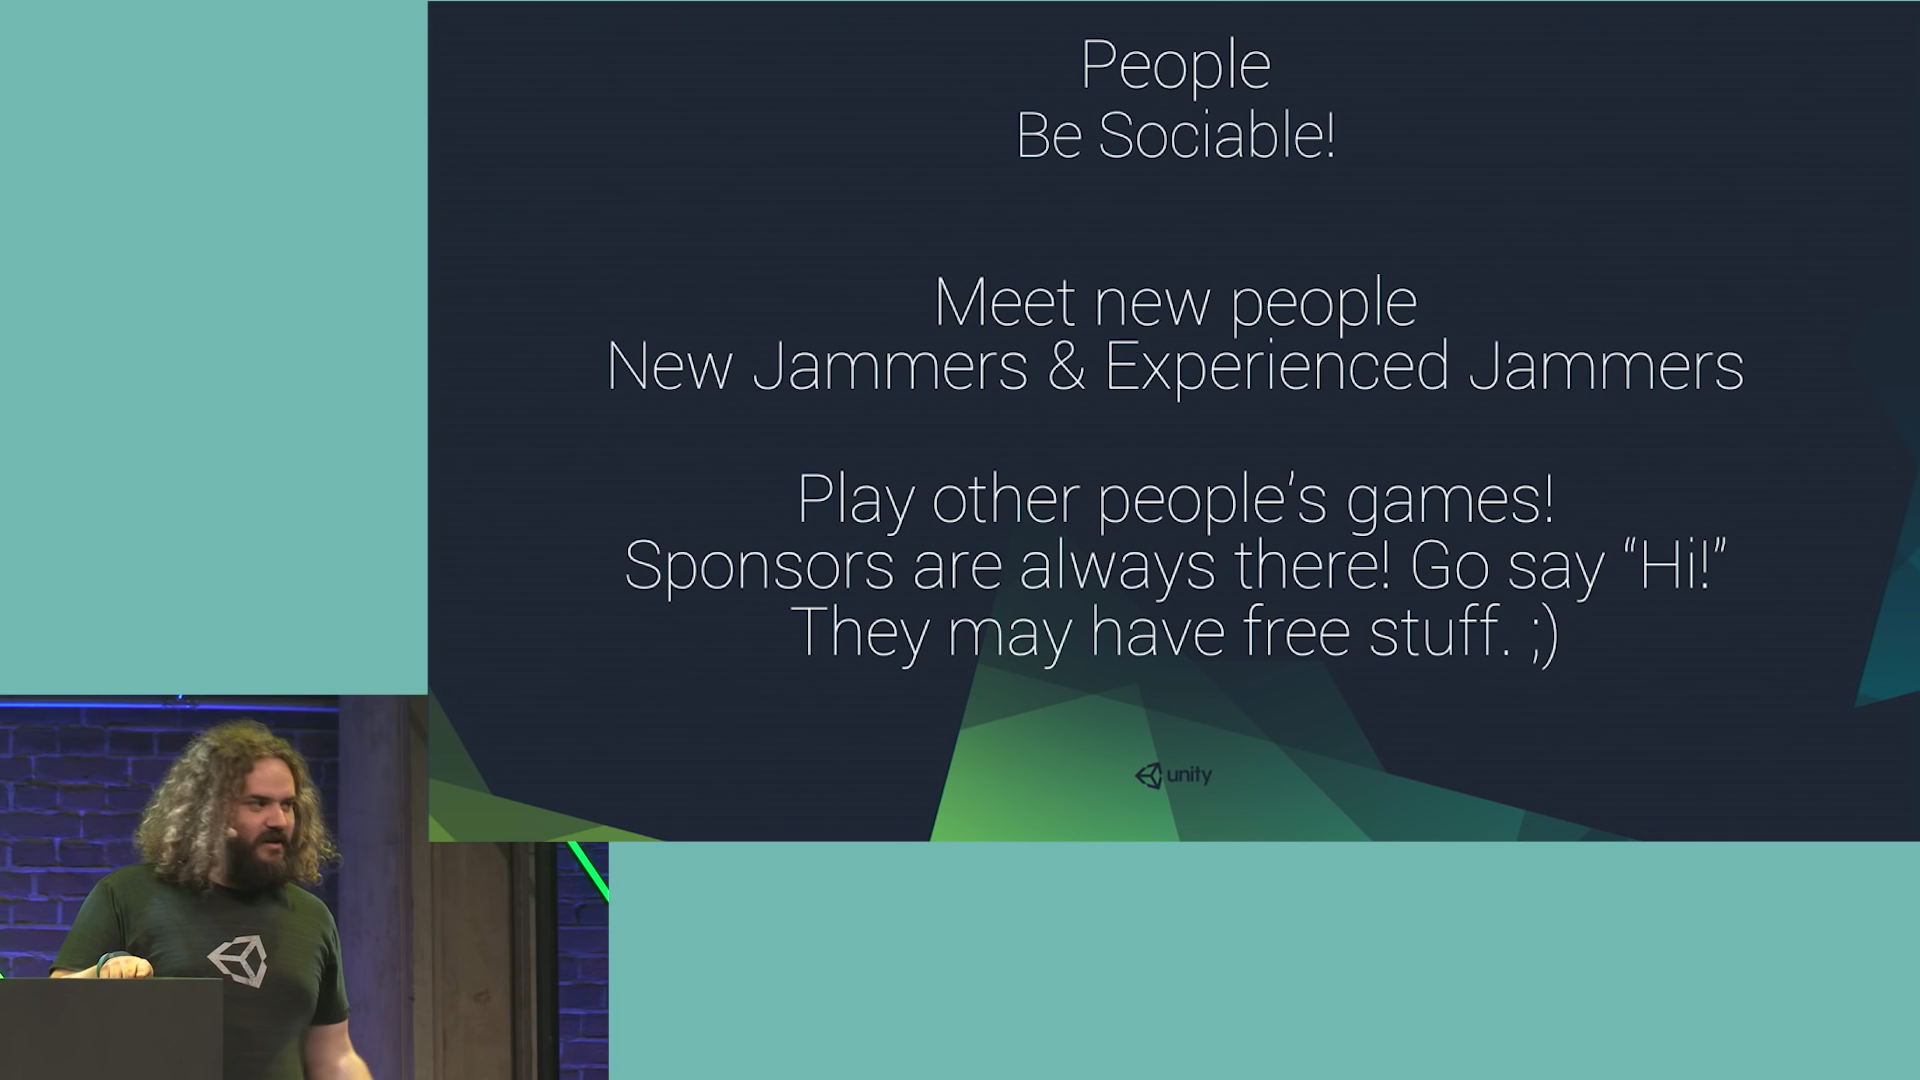 People
Be Sociable!
Meet new people
New Jammers & Experienced Jammers
Play other people’s games!
Sponsors are always there! Go say “Hi!”
They may have free stuff. ;)
unity